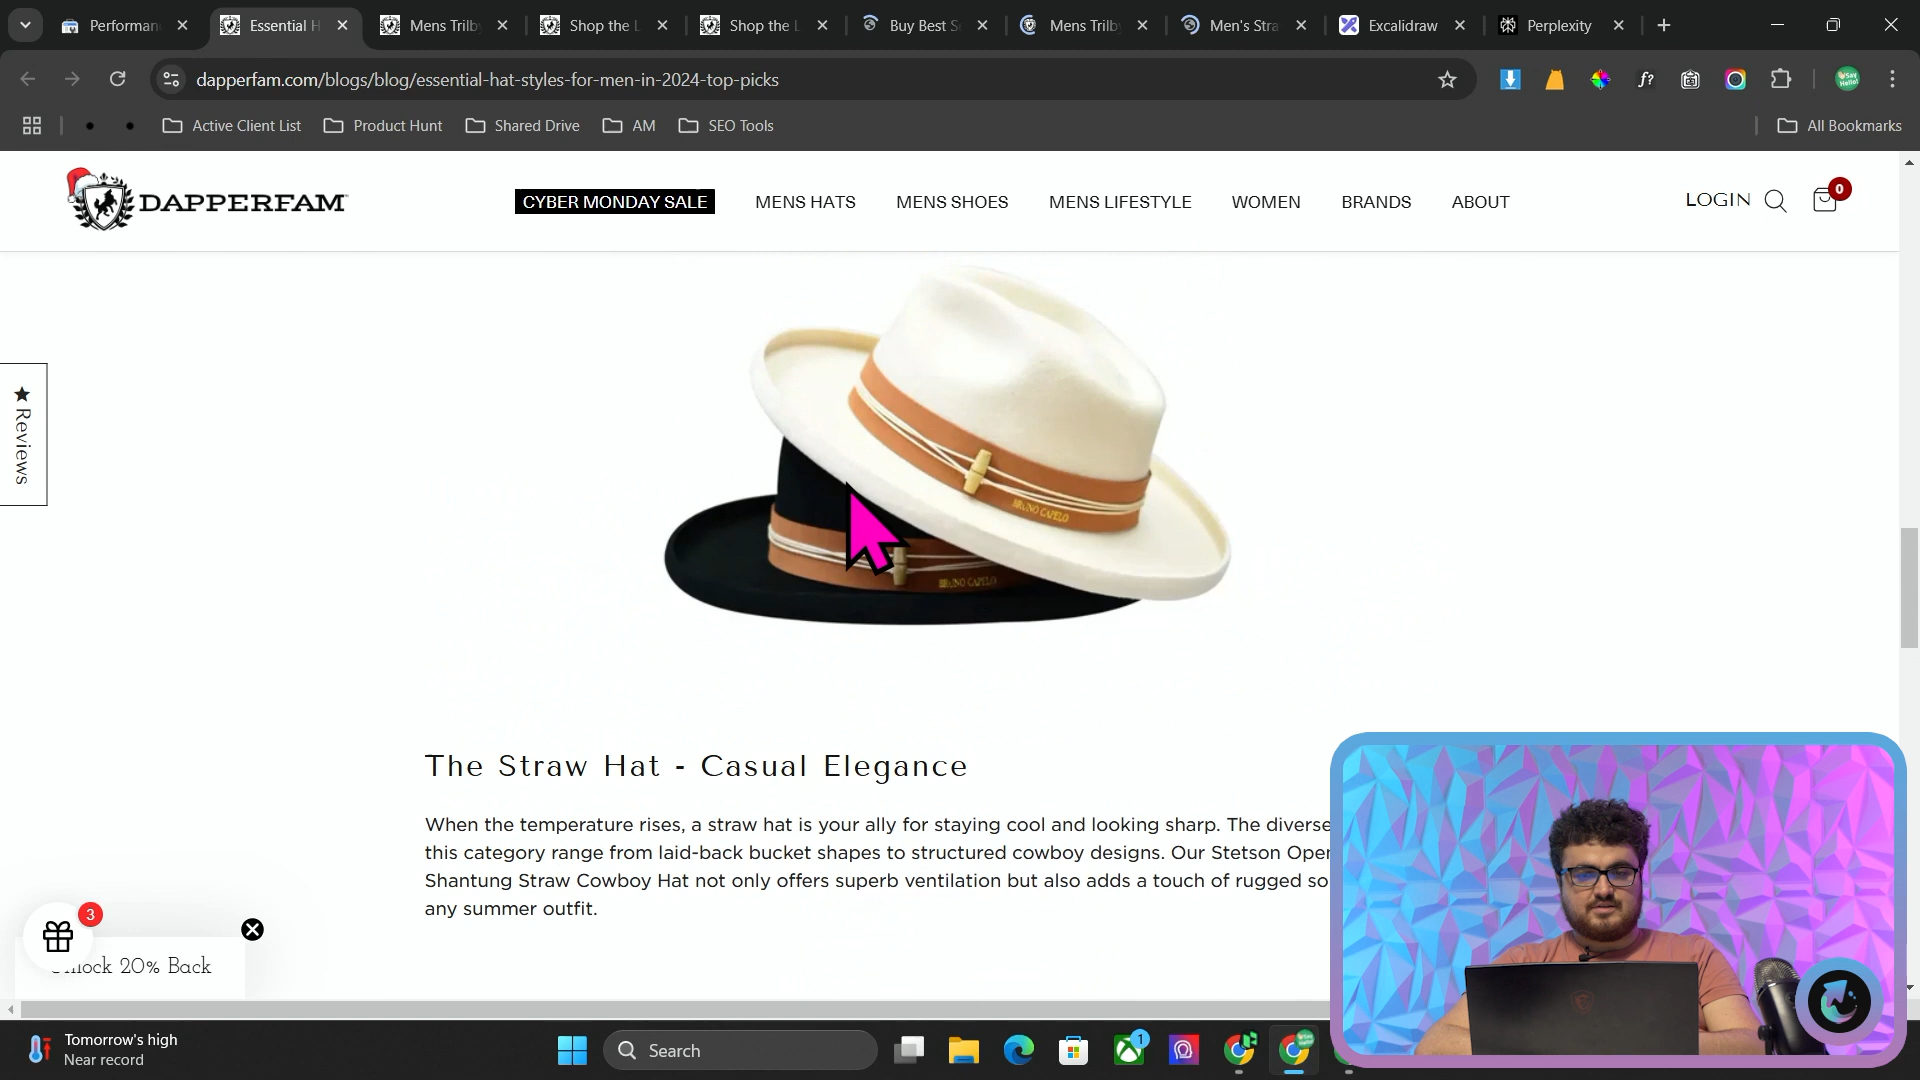 Performan
Essential H
Mens Trilb
Shop the L
Shop the L
Buy Best S
Mens Trilb
Men's Stra
Excalidraw
Perplexity
dapperfam.com/blogs/blog/essential-hat-styles-for-men-in-2024-top-picks
Active Client List
Product Hunt
Shared Drive
AM
SEO Tools
All Bookmarks
DAPPERFAM
CYBER MONDAY SALE
MENS HATS
MENS SHOES
MENS LIFESTYLE
WOMEN
BRANDS
ABOUT
LOGIN
0
★ Reviews
BRUNO CAPELO
BRUNO CAPELO
The Straw Hat - Casual Elegance
When the temperature rises, a straw hat is your ally for staying cool and looking sharp. The diverse
this category range from laid-back bucket shapes to structured cowboy designs. Our Stetson Oper
Shantung Straw Cowboy Hat not only offers superb ventilation but also adds a touch of rugged so
any summer outfit.
3
20% Back
Tomorrow's high
Near record
Search
1